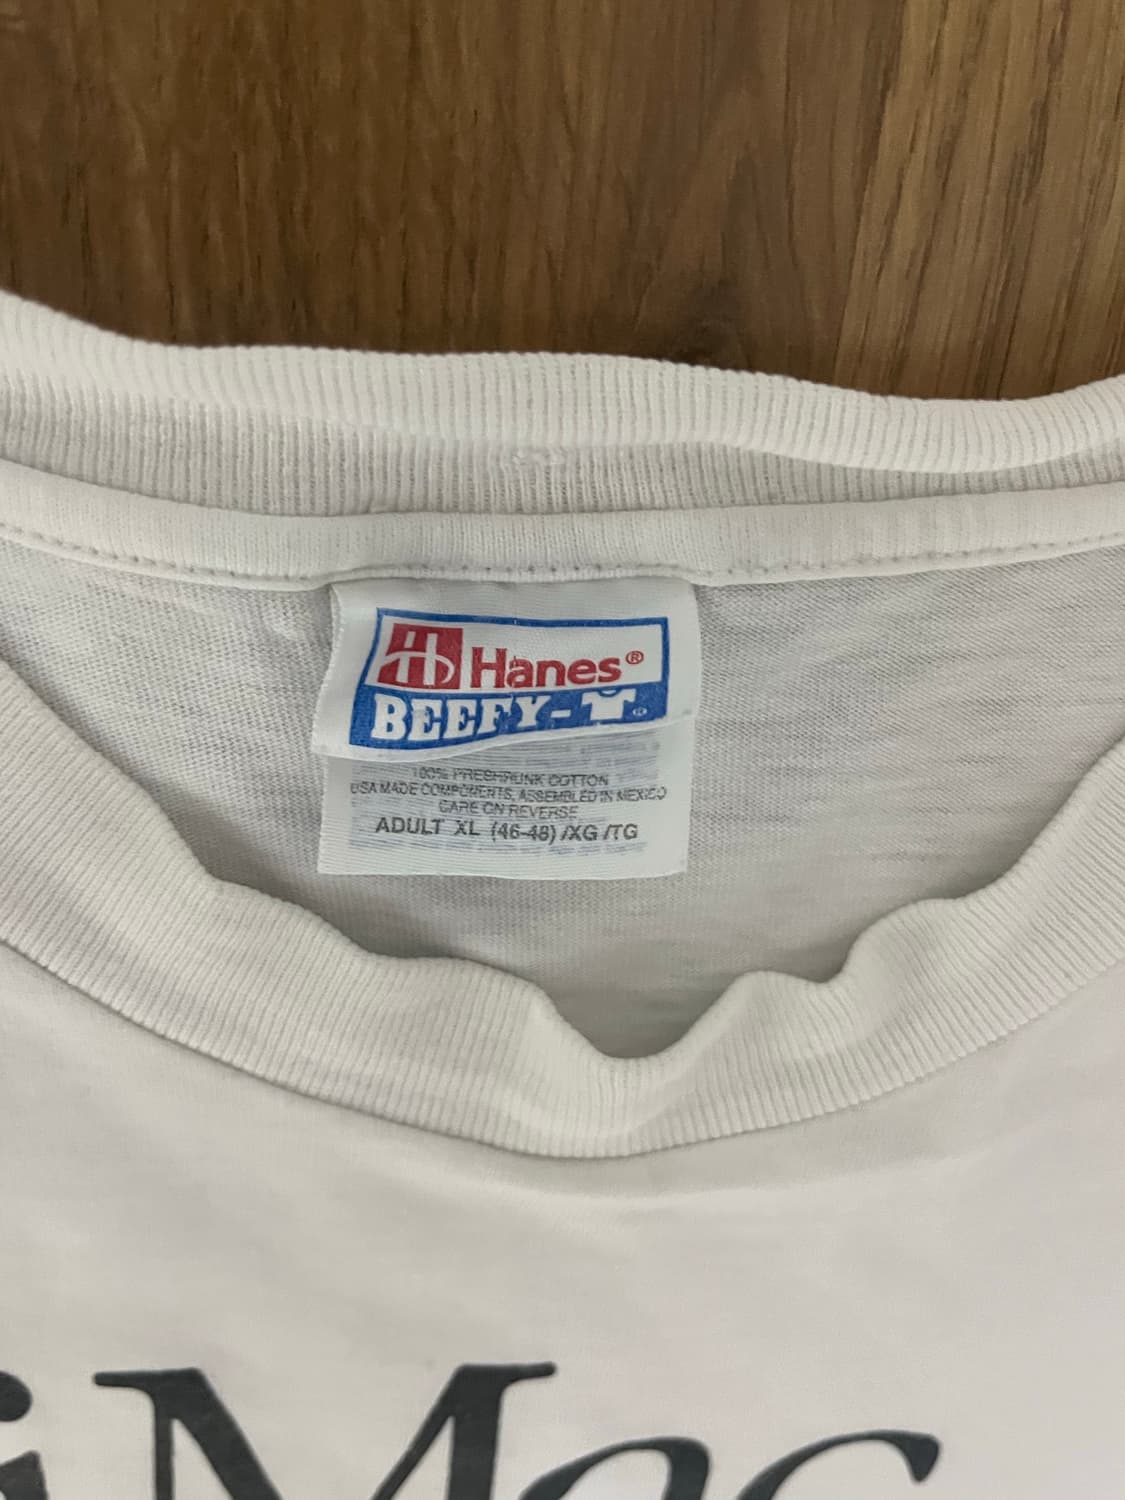 Hanes®
BEEFY-T®
100% PRESHRUNK COTTON
USA MADE COMPONENTS, ASSEMBLED IN MEXICO
CARE ON REVERSE
ADULT XL (46-48) /XG /TG
iMac